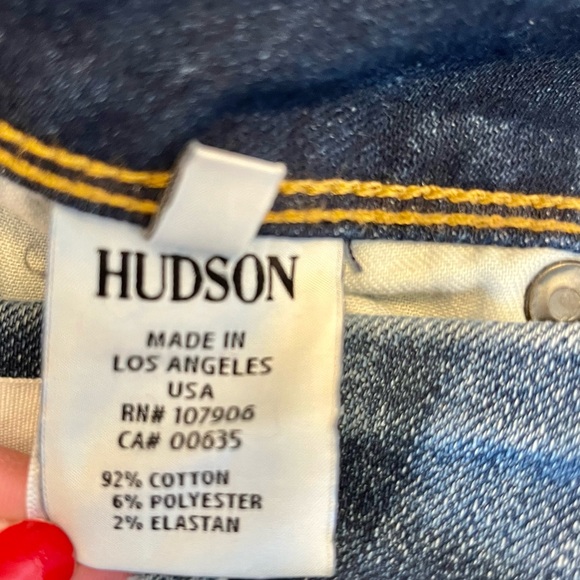 HUDSON
MADE IN
LOS ANGELES
USA
RN# 107906
CA# 00635
92% COTTON
6% POLYESTER
2% ELASTAN